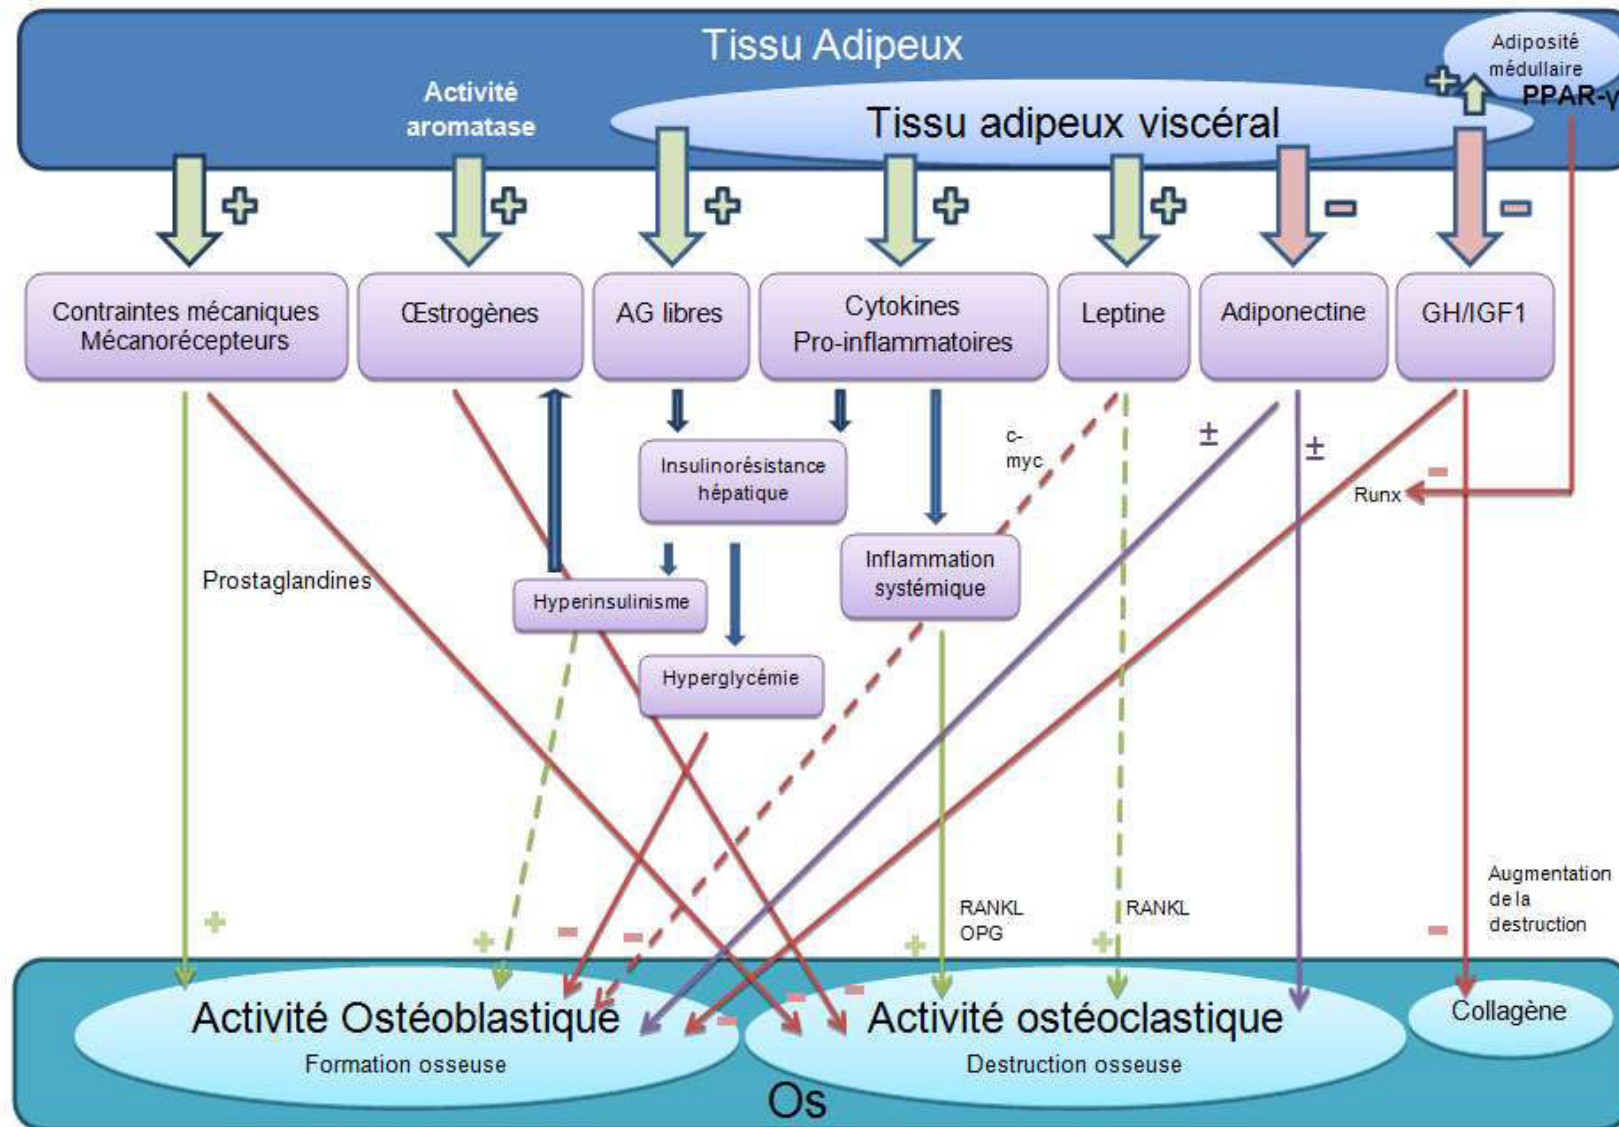 Tissu Adipeux
Adiposité
médullaire
PPAR-γ
Activité
aromatase
Tissu adipeux viscéral
+
+
+
+
+
+
-
-
Contraintes mécaniques
Mécanorécepteurs
Œstrogènes
AG libres
Cytokines
Pro-inflammatoires
Leptine
Adiponectine
GH/IGF1
c-
myc
±
±
Insulinorésistance
hépatique
-
Runx
Inflammation
systémique
Prostaglandines
Hyperinsulinisme
Hyperglycémie
Augmentation
de la
destruction
RANKL
OPG
RANKL
+
+
-
-
+
+
-
-
-
-
Activité Ostéoblastique
Formation osseuse
Activité ostéoclastique
Destruction osseuse
Collagène
Os